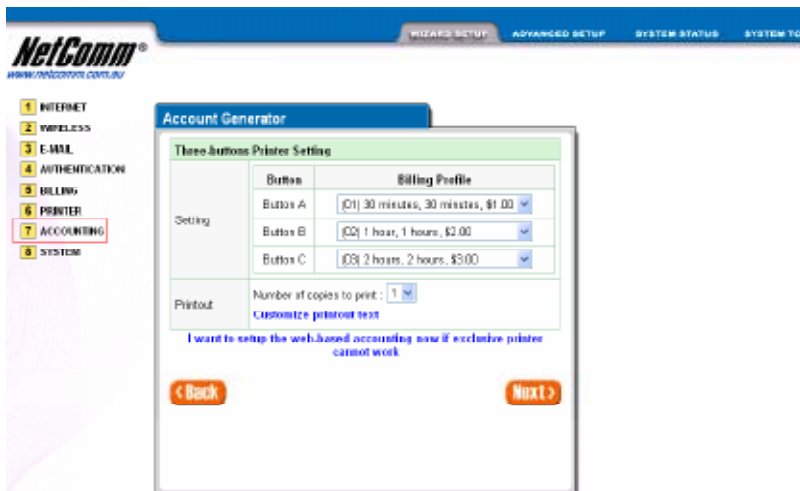 WIZARD SETUP ADVANCED SETUP SYSTEM STATUS SYSTEM TO
NetComm®
www.netcomm.com.au
1 INTERNET
2 WIRELESS
3 E-MAIL
4 AUTHENTICATION
5 BILLING
6 PRINTER
7 ACCOUNTING
8 SYSTEM
Account Generator
Three-buttons Printer Setting
Button Billing Profile
Setting
Button A (01) 30 minutes, 30 minutes, $1.00
Button B (02) 1 hour, 1 hours, $2.00
Button C (03) 2 hours, 2 hours, $3.00
Printout
Number of copies to print : 1
Customize printout text
I want to setup the web-based accounting now if exclusive printer
cannot work
< Back
Next >